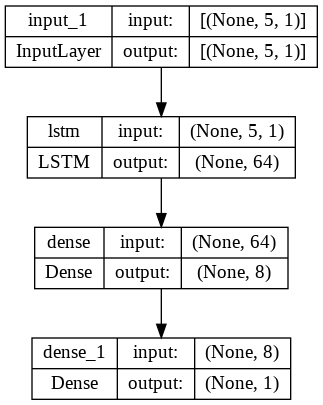 input_1 input: [(None, 5, 1)]
InputLayer output: [(None, 5, 1)]
lstm input: (None, 5, 1)
LSTM output: (None, 64)
dense input: (None, 64)
Dense output: (None, 8)
dense_1 input: (None, 8)
Dense output: (None, 1)